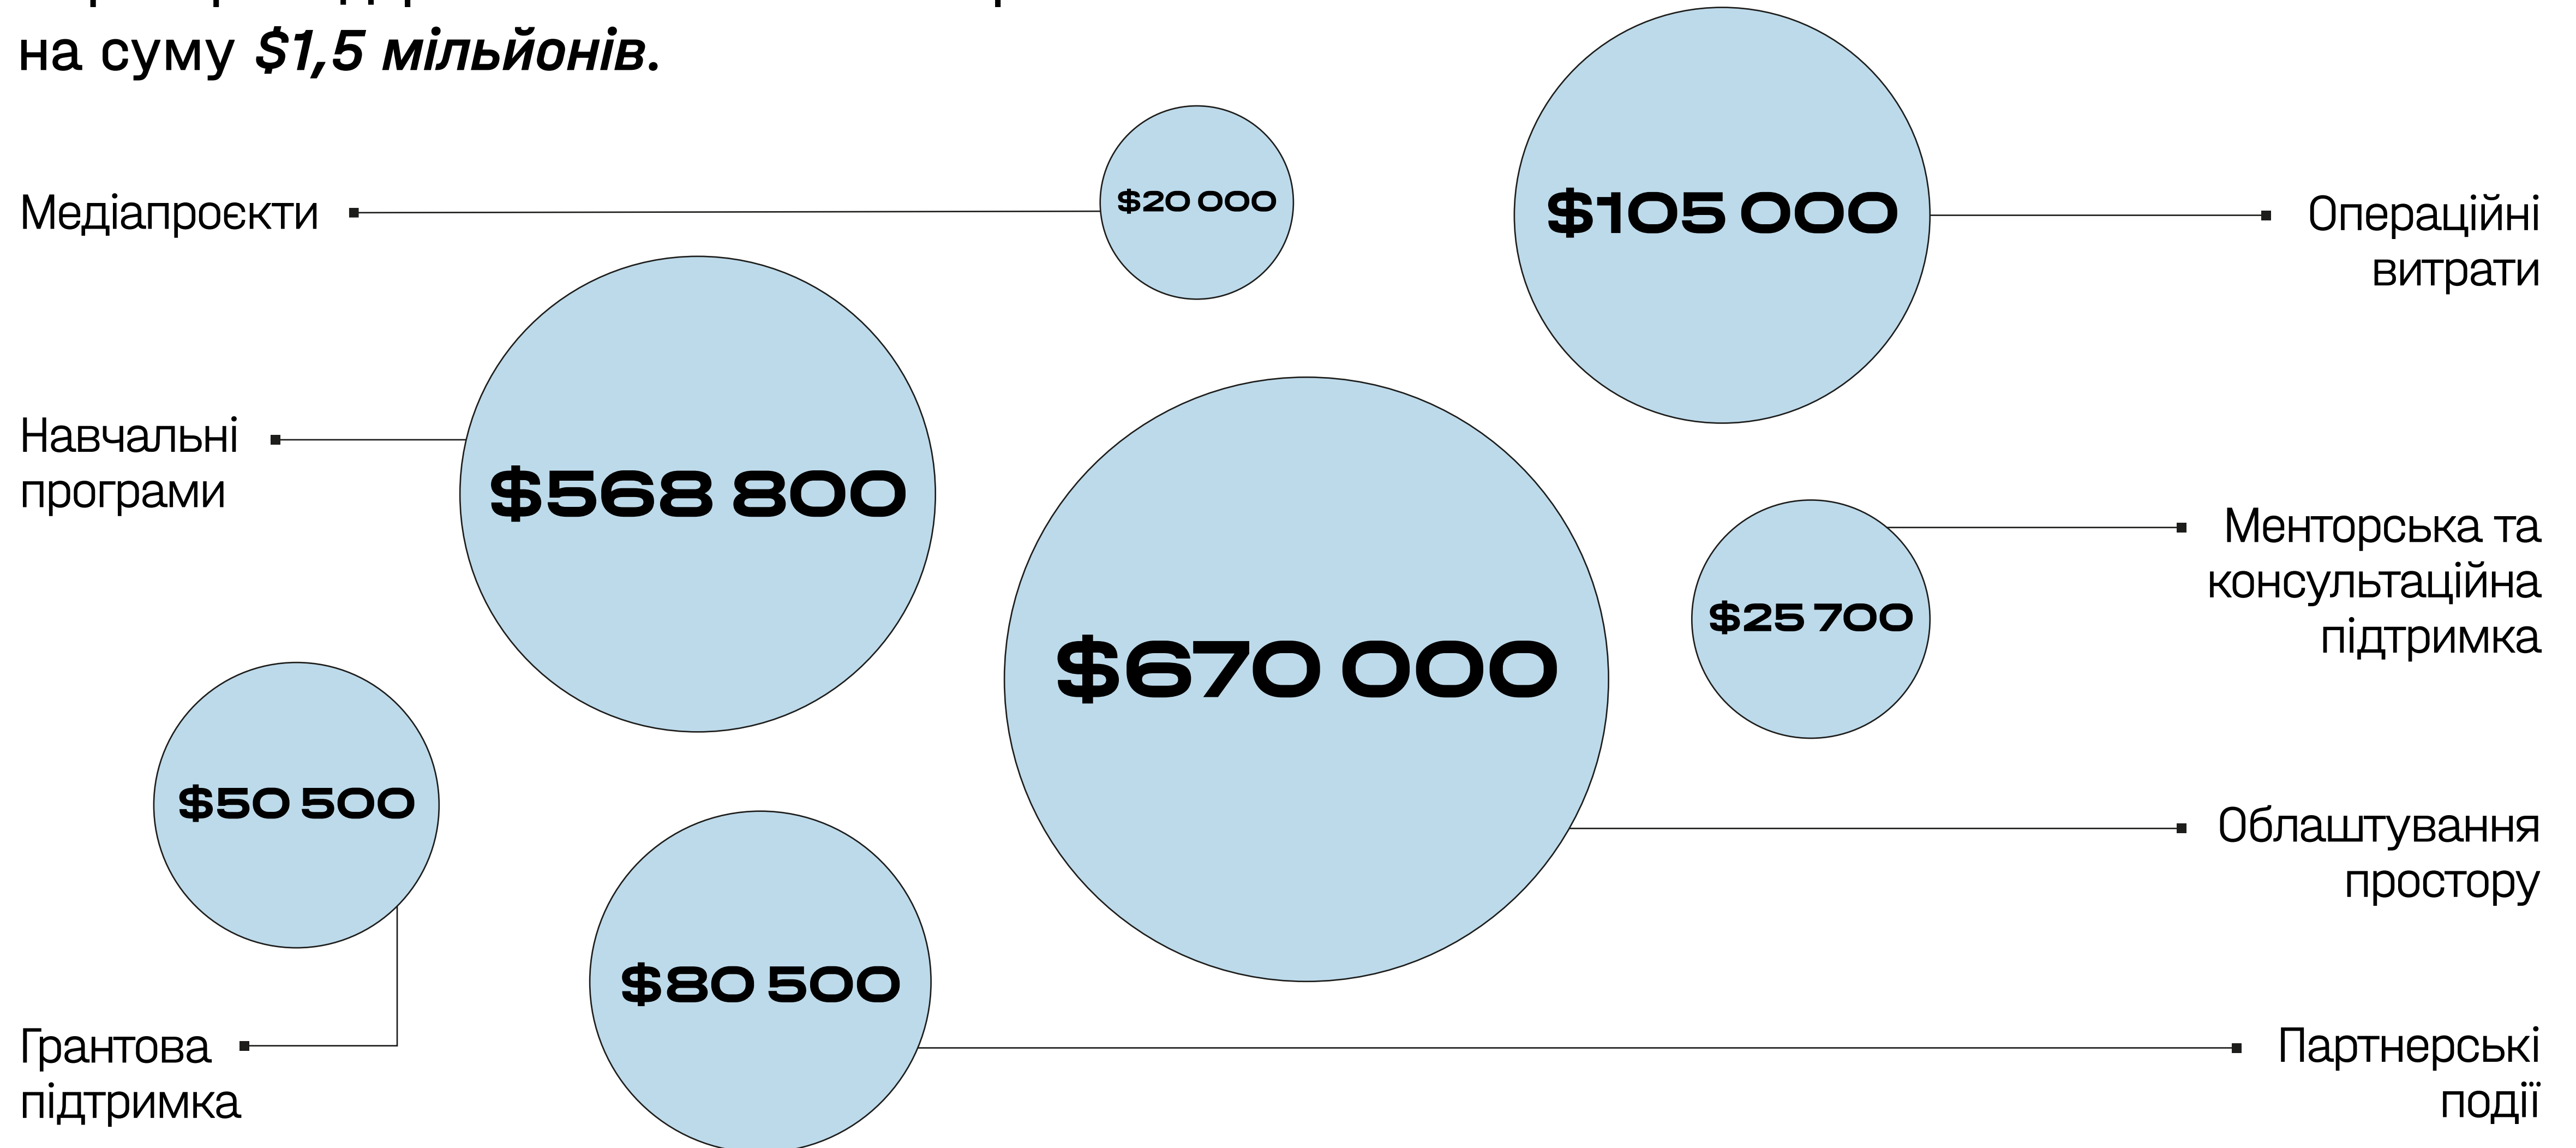 на суму $1,5 мільйонів.
Медіапроєкти
$20 000
$105 000
Операційні
витрати
Навчальні
програми
$568 800
$670 000
$25 700
Менторська та
консультаційна
підтримка
$50 500
$80 500
Облаштування
простору
Грантова
підтримка
Партнерські
події